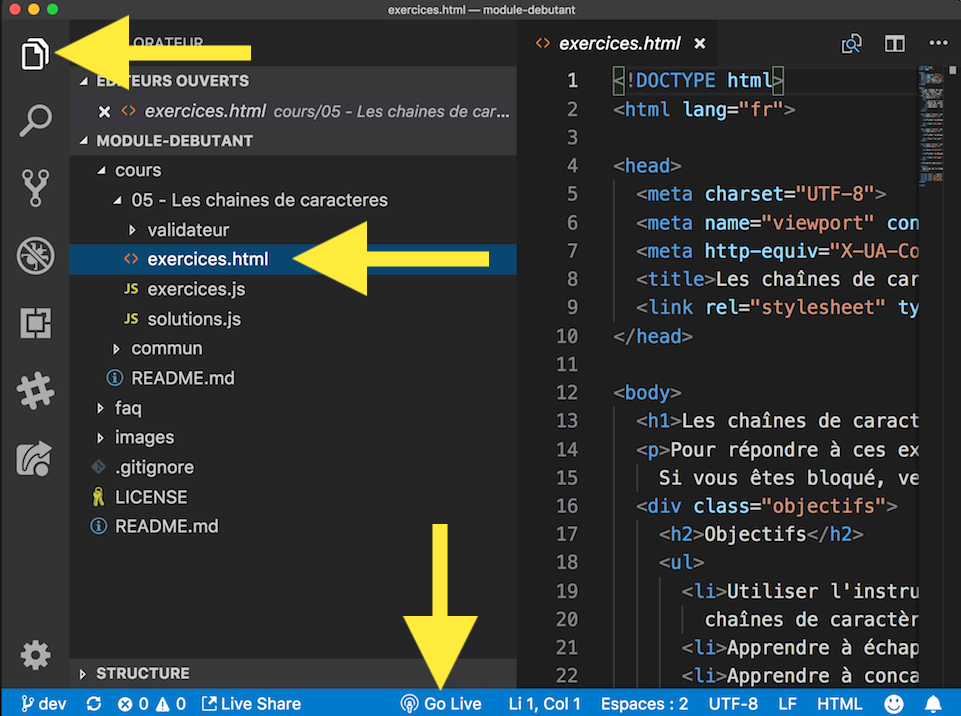 exercices.html — module-debutant
ORATEUR
EDITEURS OUVERTS
exercices.html cours/05 - Les chaines de car...
MODULE-DEBUTANT
cours
05 - Les chaines de caracteres
validateur
exercices.html
JS exercices.js
JS solutions.js
commun
README.md
faq
images
.gitignore
LICENSE
README.md
STRUCTURE
exercices.html
1 <!DOCTYPE html>
2 <html lang="fr">
3
4 <head>
5 <meta charset="UTF-8">
6 <meta name="viewport" con
7 <meta http-equiv="X-UA-Co
8 <title>Les chaînes de car
9 <link rel="stylesheet" ty
10 </head>
11
12 <body>
13 <h1>Les chaînes de caract
14 <p>Pour répondre à ces ex
15 Si vous êtes bloqué, ve
16 <div class="objectifs">
17 <h2>Objectifs</h2>
18 <ul>
19 <li>Utiliser l'instru
20 chaînes de caractèr
21 <li>Apprendre à échap
22 <li>Apprendre à conca
dev 0 0 Live Share Go Live Ln 1, Col 1 Espaces : 2 UTF-8 LF HTML